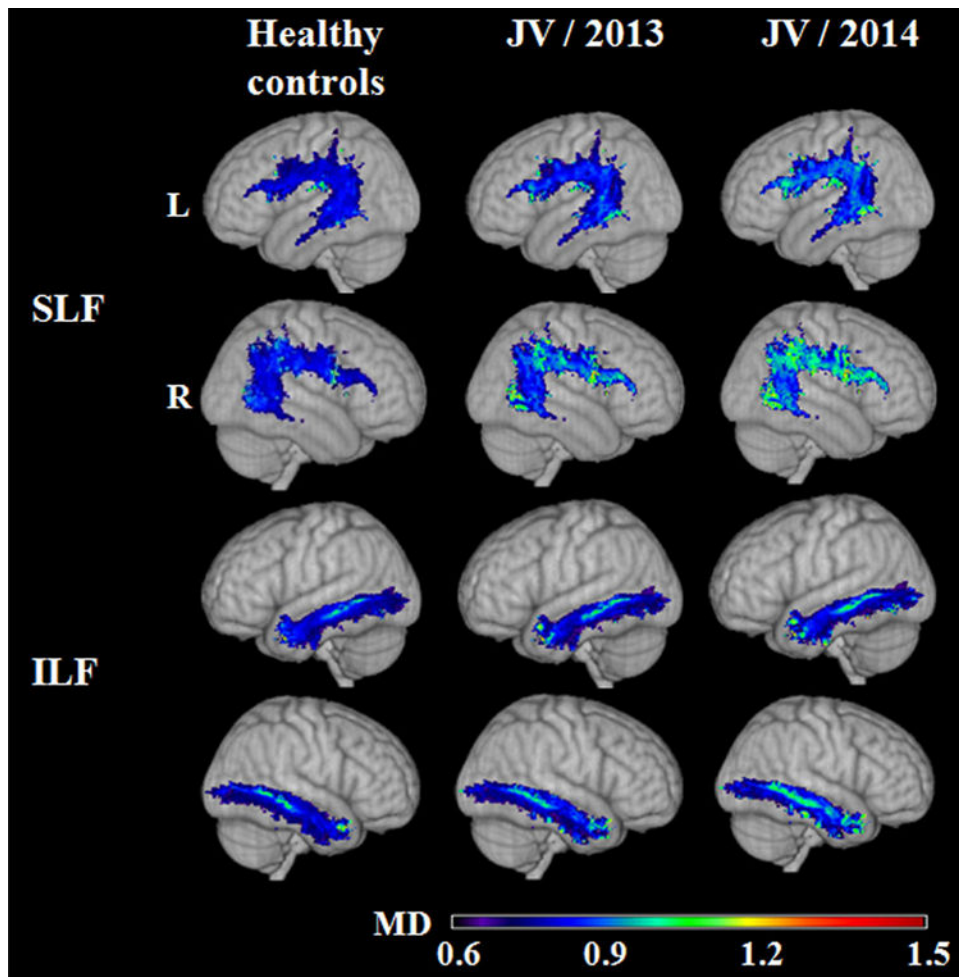 Healthy controls
JV / 2013
JV / 2014
L
SLF
R
ILF
MD
0.6
0.9
1.2
1.5